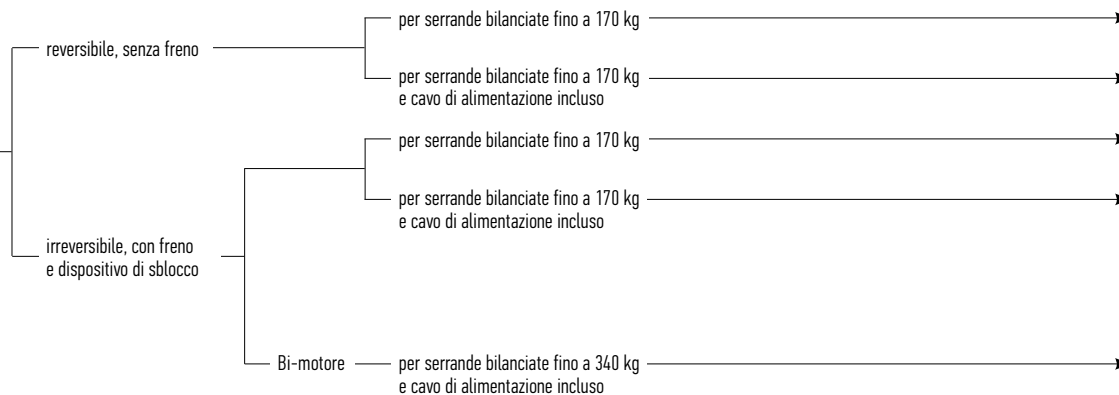 per serrande bilanciate fino a 170 kg
reversibile, senza freno
per serrande bilanciate fino a 170 kg
e cavo di alimentazione incluso
per serrande bilanciate fino a 170 kg
per serrande bilanciate fino a 170 kg
e cavo di alimentazione incluso
irreversibile, con freno
e dispositivo di sblocco
Bi-motore
per serrande bilanciate fino a 340 kg
e cavo di alimentazione incluso